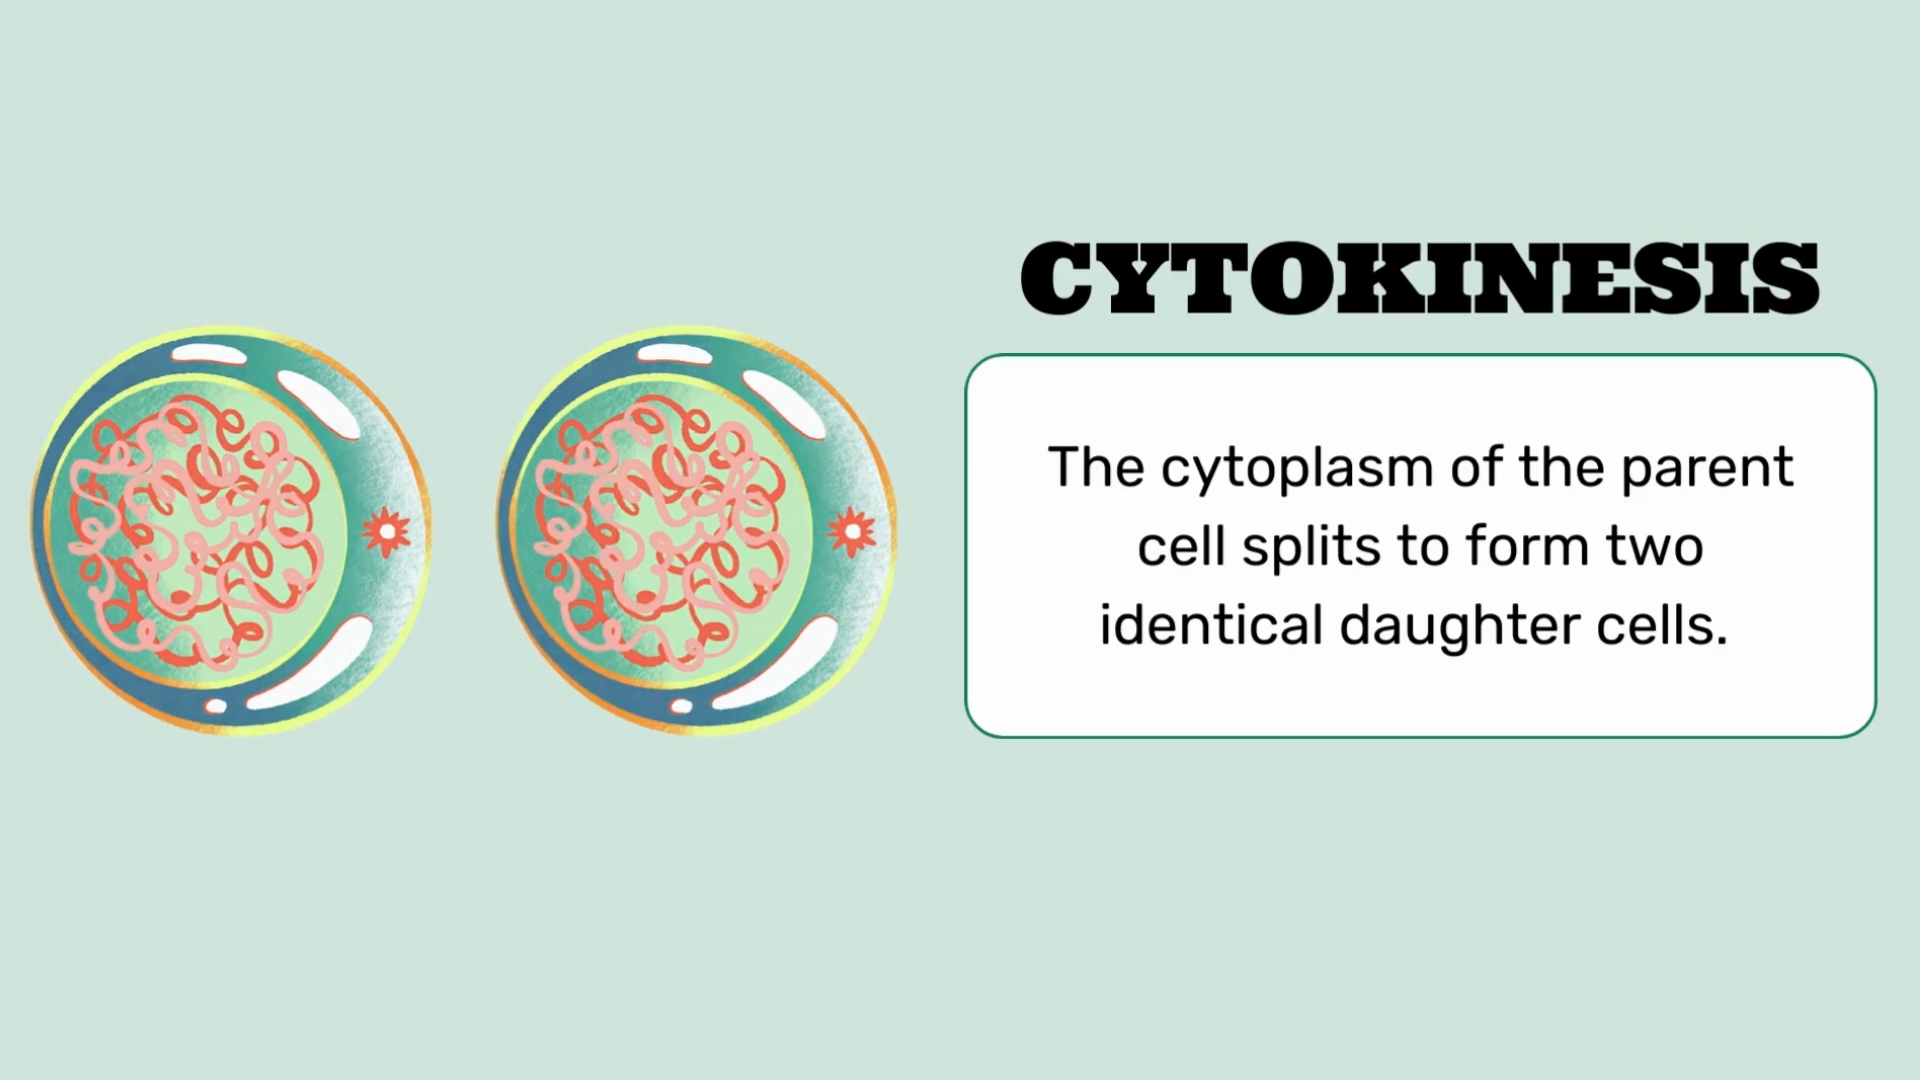 CYTOKINESIS
The cytoplasm of the parent
cell splits to form two
identical daughter cells.